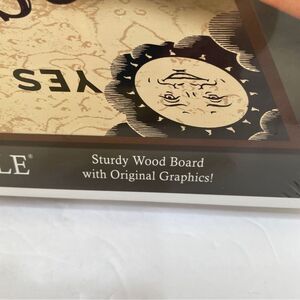 YES
LE®
Sturdy Wood Board
with Original Graphics!